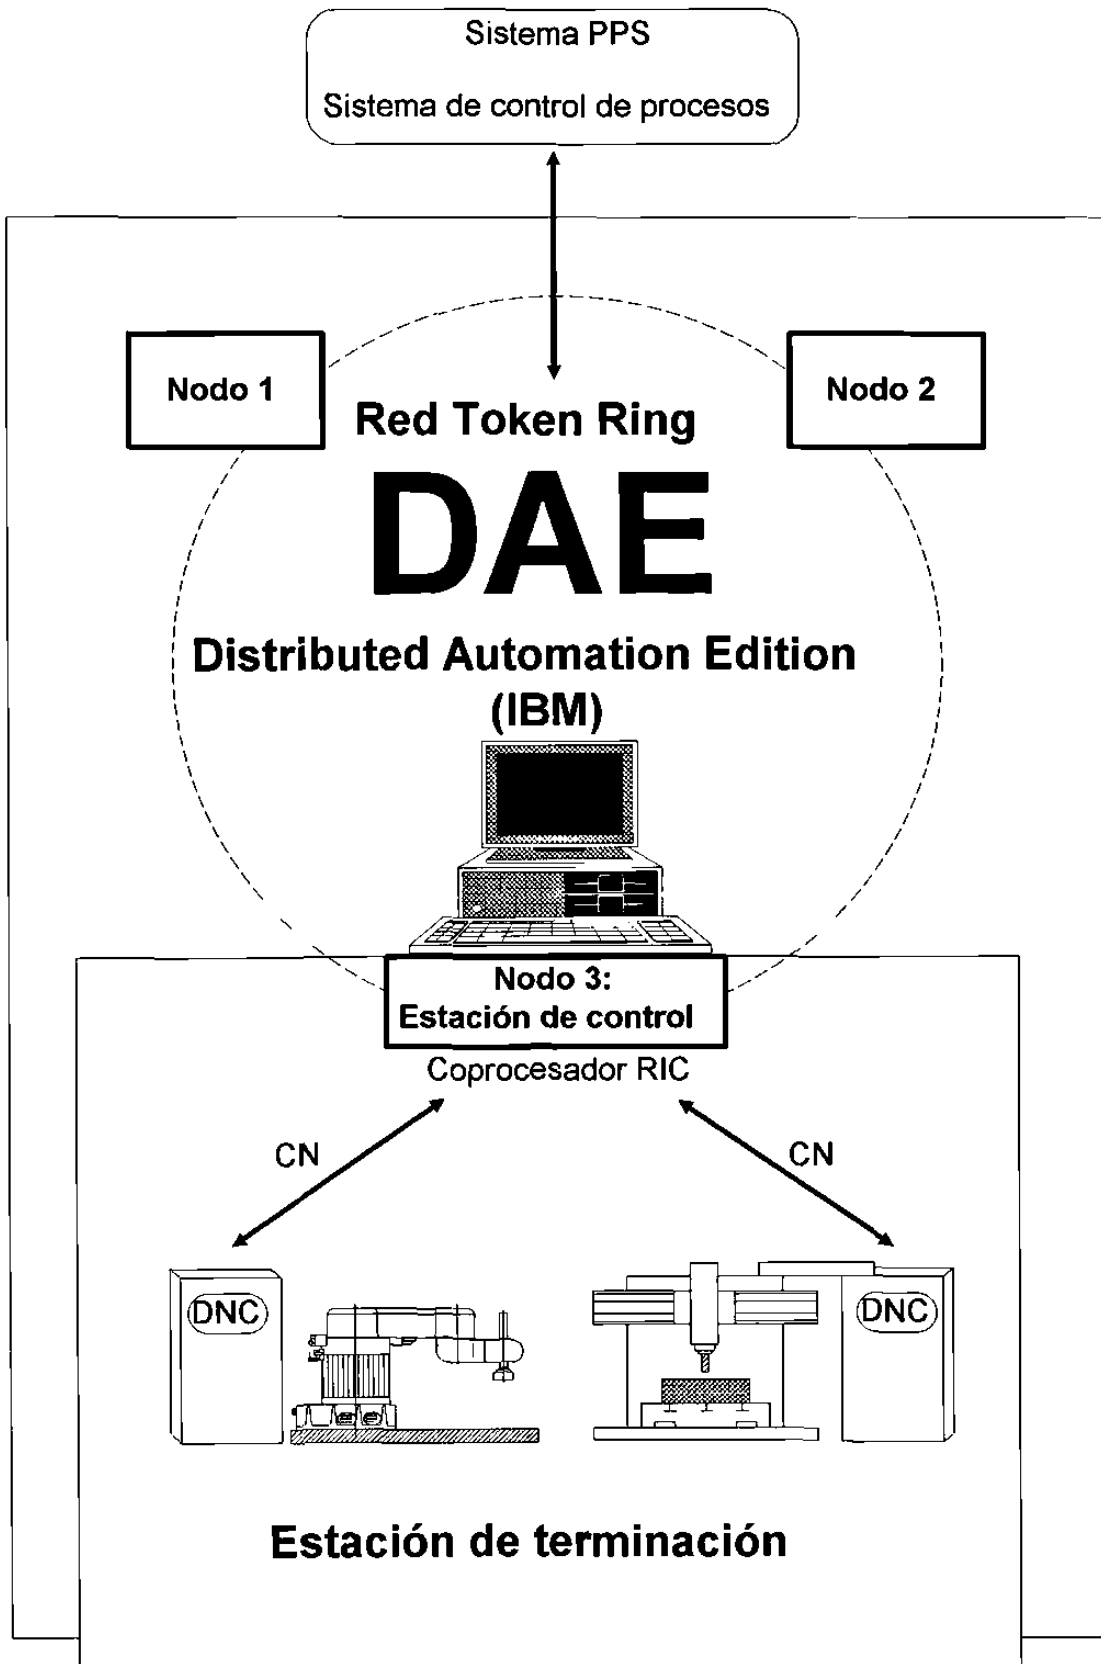 Sistema PPS
Sistema de control de procesos
Nodo 1
Nodo 2
Red Token Ring
DAE
Distributed Automation Edition
(IBM)
Nodo 3:
Estación de control
Coprocesador RIC
CN
CN
DNC
DNC
Estación de terminación